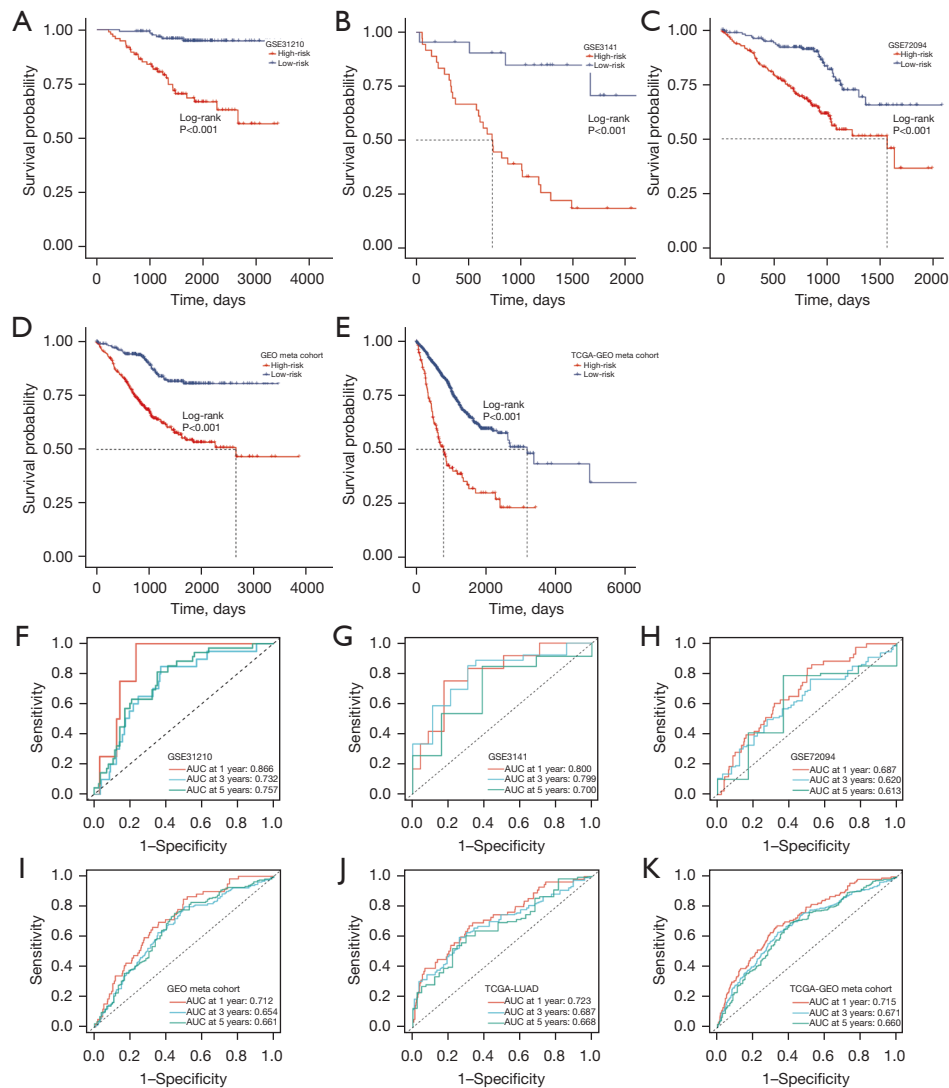 A
Survival probability
1.00
0.75
0.50
0.25
0.00
GSE31210
High-risk
Low-risk
Log-rank
P<0.001
0 1000 2000 3000 4000
Time, days
B
Survival probability
1.00
0.75
0.50
0.25
0.00
GSE3141
High-risk
Low-risk
Log-rank
P<0.001
0 500 1000 1500 2000
Time, days
C
Survival probability
1.00
0.75
0.50
0.25
0.00
GSE72094
High-risk
Low-risk
Log-rank
P<0.001
0 500 1000 1500 2000
Time, days
D
Survival probability
1.00
0.75
0.50
0.25
0.00
GEO meta cohort
High-risk
Low-risk
Log-rank
P<0.001
0 1000 2000 3000 4000
Time, days
E
Survival probability
1.00
0.75
0.50
0.25
0.00
TCGA-GEO meta cohort
High-risk
Low-risk
Log-rank
P<0.001
0 2000 4000 6000
Time, days
F
Sensitivity
1.0
0.8
0.6
0.4
0.2
0.0
GSE31210
AUC at 1 year: 0.866
AUC at 3 years: 0.732
AUC at 5 years: 0.757
0.0 0.2 0.4 0.6 0.8 1.0
1–Specificity
G
Sensitivity
1.0
0.8
0.6
0.4
0.2
0.0
GSE3141
AUC at 1 year: 0.800
AUC at 3 years: 0.799
AUC at 5 years: 0.700
0.0 0.2 0.4 0.6 0.8 1.0
1–Specificity
H
Sensitivity
1.0
0.8
0.6
0.4
0.2
0.0
GSE72094
AUC at 1 year: 0.687
AUC at 3 years: 0.620
AUC at 5 years: 0.613
0.0 0.2 0.4 0.6 0.8 1.0
1–Specificity
I
Sensitivity
1.0
0.8
0.6
0.4
0.2
0.0
GEO meta cohort
AUC at 1 year: 0.712
AUC at 3 years: 0.654
AUC at 5 years: 0.661
0.0 0.2 0.4 0.6 0.8 1.0
1–Specificity
J
Sensitivity
1.0
0.8
0.6
0.4
0.2
0.0
TCGA-LUAD
AUC at 1 year: 0.723
AUC at 3 years: 0.687
AUC at 5 years: 0.668
0.0 0.2 0.4 0.6 0.8 1.0
1–Specificity
K
Sensitivity
1.0
0.8
0.6
0.4
0.2
0.0
TCGA-GEO meta cohort
AUC at 1 year: 0.715
AUC at 3 years: 0.671
AUC at 5 years: 0.660
0.0 0.2 0.4 0.6 0.8 1.0
1–Specificity